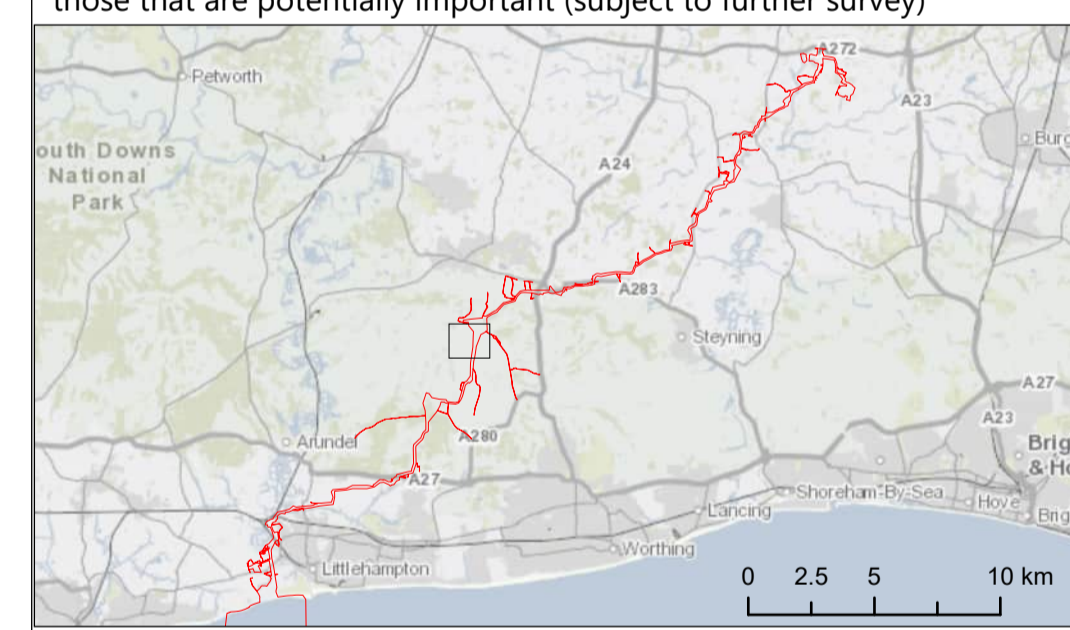 those that are potentially important (subject to further survey)
A272
Petworth
A23
Burg
outh Downs
National
Park
A24
A283
Steyning
A27
A23
Arundel
A280
Brig
& Ho
A27
Shoreham-By-Sea
Hove
Lancing
Brig
Worthing
Littlehampton
0 2.5 5 10 km